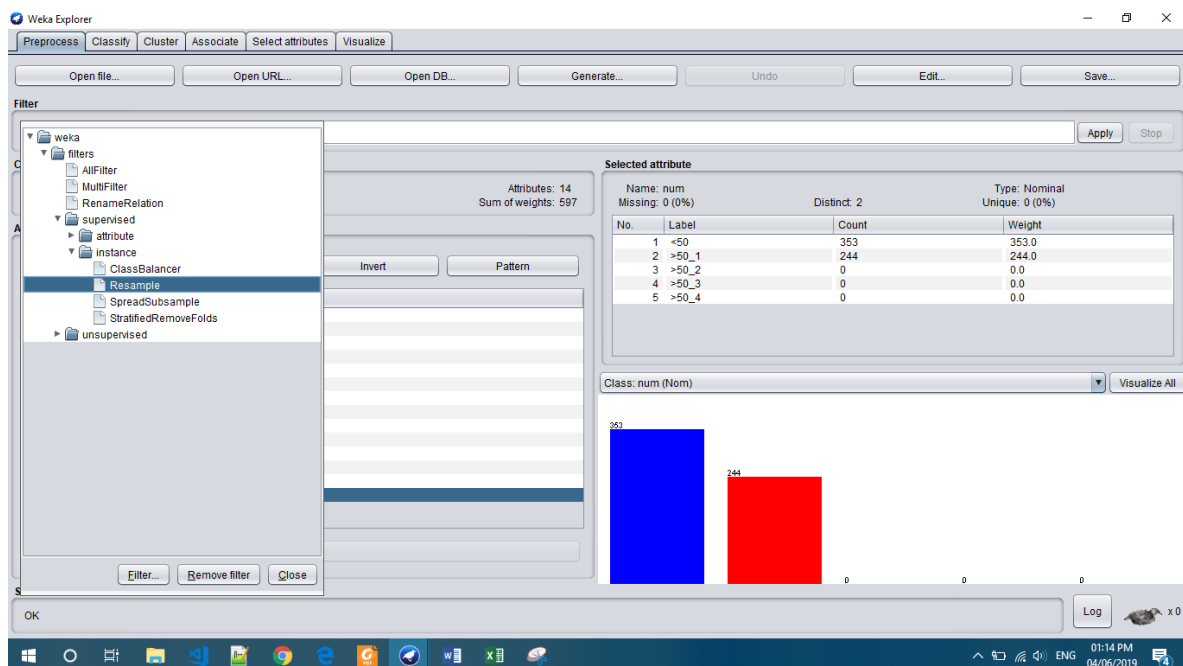 Weka Explorer
Preprocess Classify Cluster Associate Select attributes Visualize
Open file... Open URL... Open DB... Generate... Undo Edit... Save...
Filter
weka
filters
AllFilter
MultiFilter
RenameRelation
supervised
attribute
instance
ClassBalancer
Resample
SpreadSubsample
StratifiedRemoveFolds
unsupervised
Filter... Remove filter Close
Apply Stop
Attributes: 14
Sum of weights: 597
Invert Pattern
Selected attribute
Name: num Type: Nominal
Missing: 0 (0%) Distinct: 2 Unique: 0 (0%)
No. Label Count Weight
1 <50 353 353.0
2 >50_1 244 244.0
3 >50_2 0 0.0
4 >50_3 0 0.0
5 >50_4 0 0.0
Class: num (Nom) Visualize All
353
244
0 0 0
OK
Log x 0
ENG 01:14 PM
04/06/2019 4